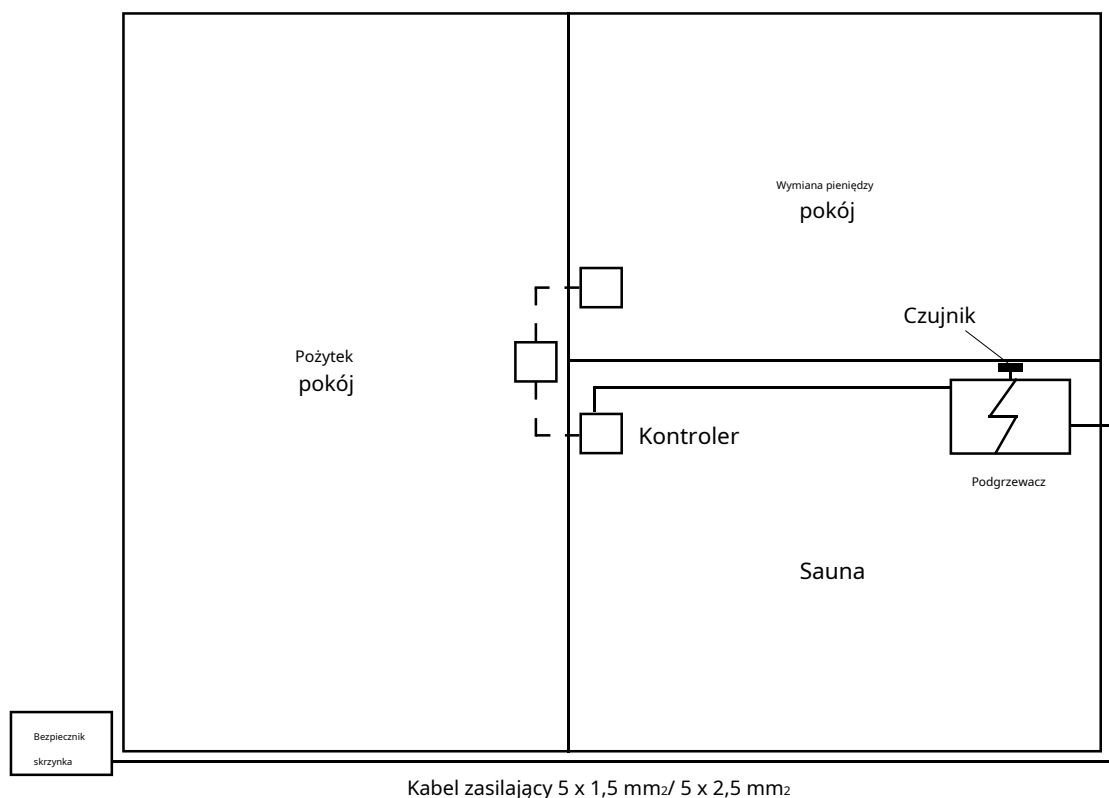 Wymiana pieniędzy
pokój
Czujnik
Pożytek
pokój
Kontroler
Podgrzewacz
Sauna
Bezpiecznik
skrzynka
Kabel zasilający 5 x 1,5 mm2/ 5 x 2,5 mm2